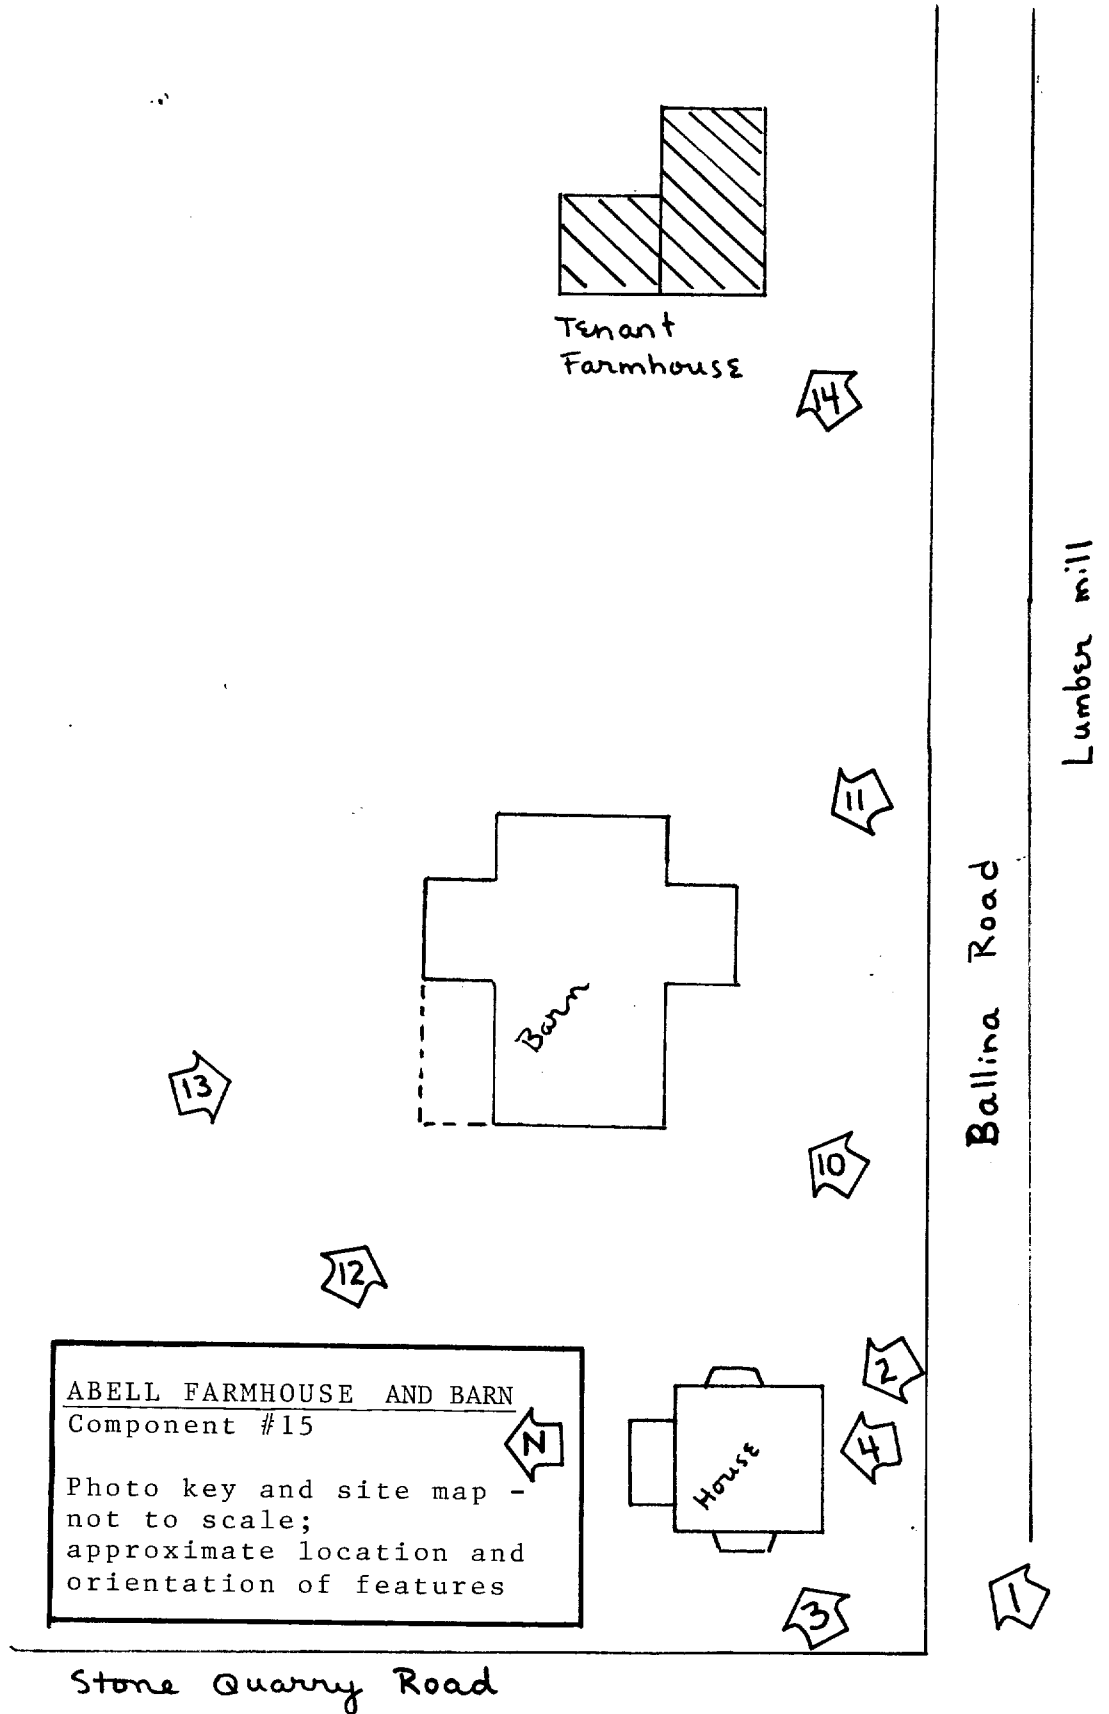 Tenant
Farmhouse
14
Lumber mill
11
Ballina Road
Barn
13
10
12
2
ABELL FARMHOUSE AND BARN
Component #15
N
4
House
Photo key and site map -
not to scale;
approximate location and
orientation of features
1
3
Stone Quarry Road